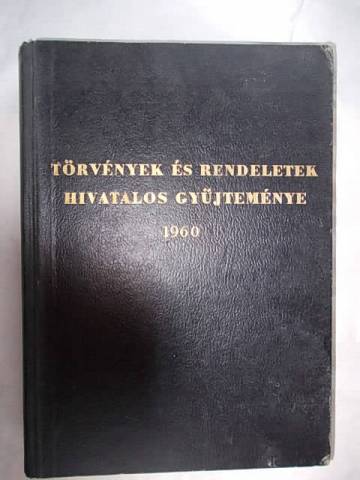 TÖRVÉNYEK ÉS RENDELETEK
HIVATALOS GYŰJTEMÉNYE
1960